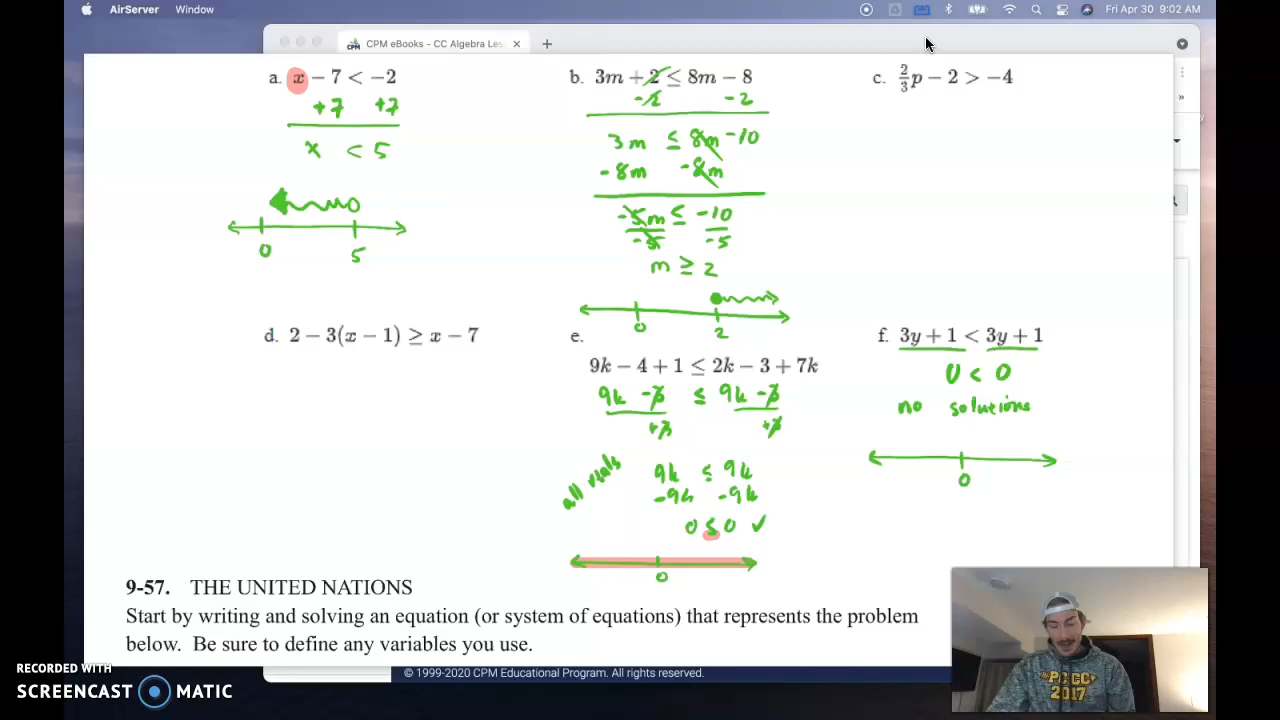 AirServer Window Fri Apr 30 9:02 AM
CPM eBooks - CC Algebra Les
a. x − 7 < −2
+7 +7
x < 5
0 5
b. 3m + 2 ≤ 8m − 8
-2 -2
3m ≤ 8m -10
-8m -8m
-5m ≤ -10
-5 -5
m ≥ 2
0 2
c. 2/3 p − 2 > −4
d. 2 − 3(x − 1) ≥ x − 7
e.
9k − 4 + 1 ≤ 2k − 3 + 7k
9k -3 ≤ 9k -3
+3 +3
all reals
9k ≤ 9k
-9k -9k
0 ≤ 0 ✓
0
f. 3y + 1 < 3y + 1
0 < 0
no solutions
0
9-57. THE UNITED NATIONS
Start by writing and solving an equation (or system of equations) that represents the problem
below. Be sure to define any variables you use.
© 1999-2020 CPM Educational Program. All rights reserved.
RECORDED WITH
SCREENCAST MATIC
PCGC
2017